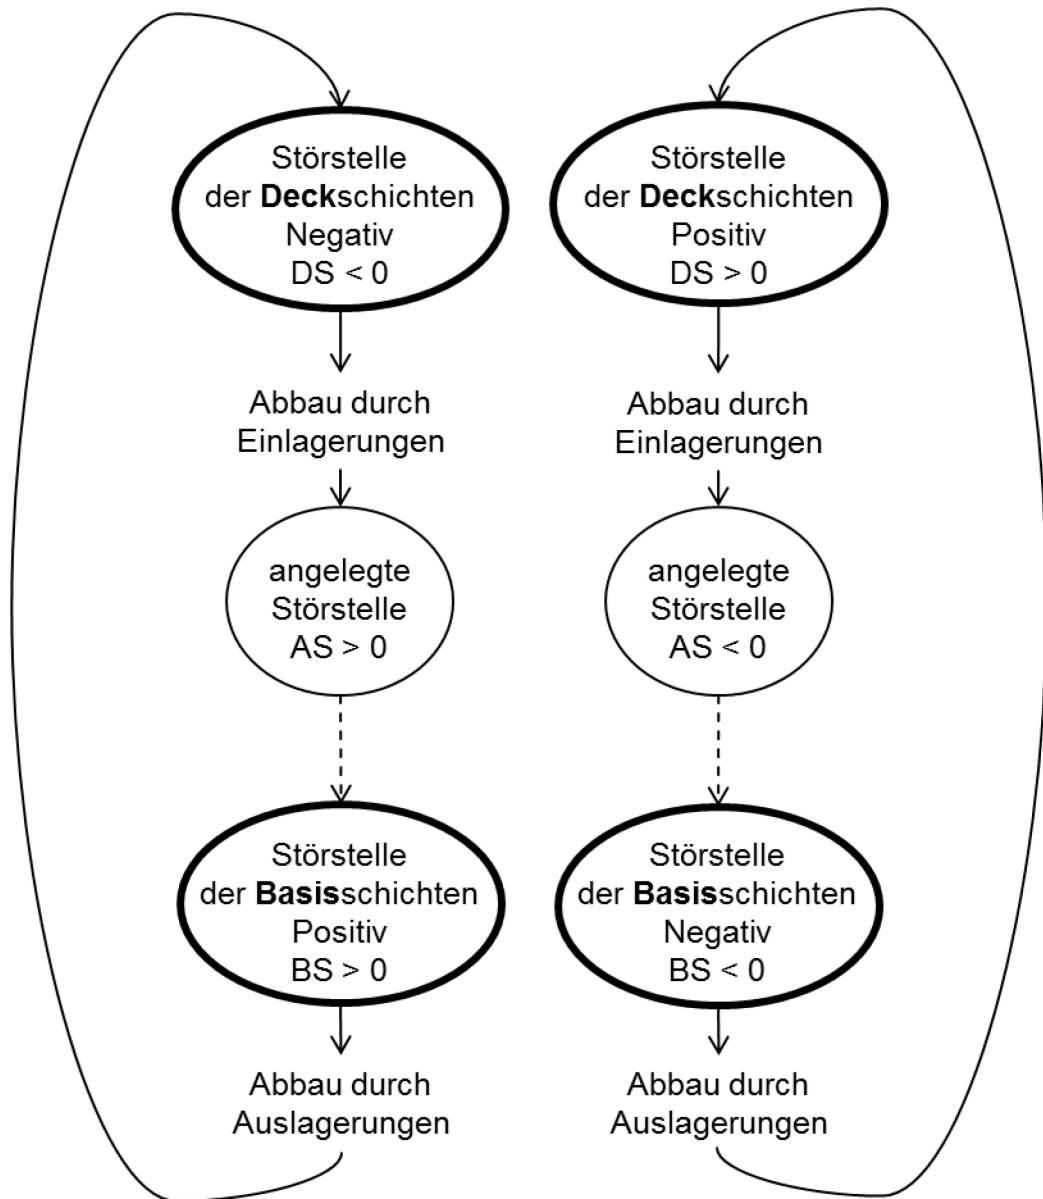 Störstelle
der Deckschichten
Negativ
DS < 0
Abbau durch
Einlagerungen
angelegte
Störstelle
AS > 0
Störstelle
der Basisschichten
Positiv
BS > 0
Abbau durch
Auslagerungen
Störstelle
der Deckschichten
Positiv
DS > 0
Abbau durch
Einlagerungen
angelegte
Störstelle
AS < 0
Störstelle
der Basisschichten
Negativ
BS < 0
Abbau durch
Auslagerungen